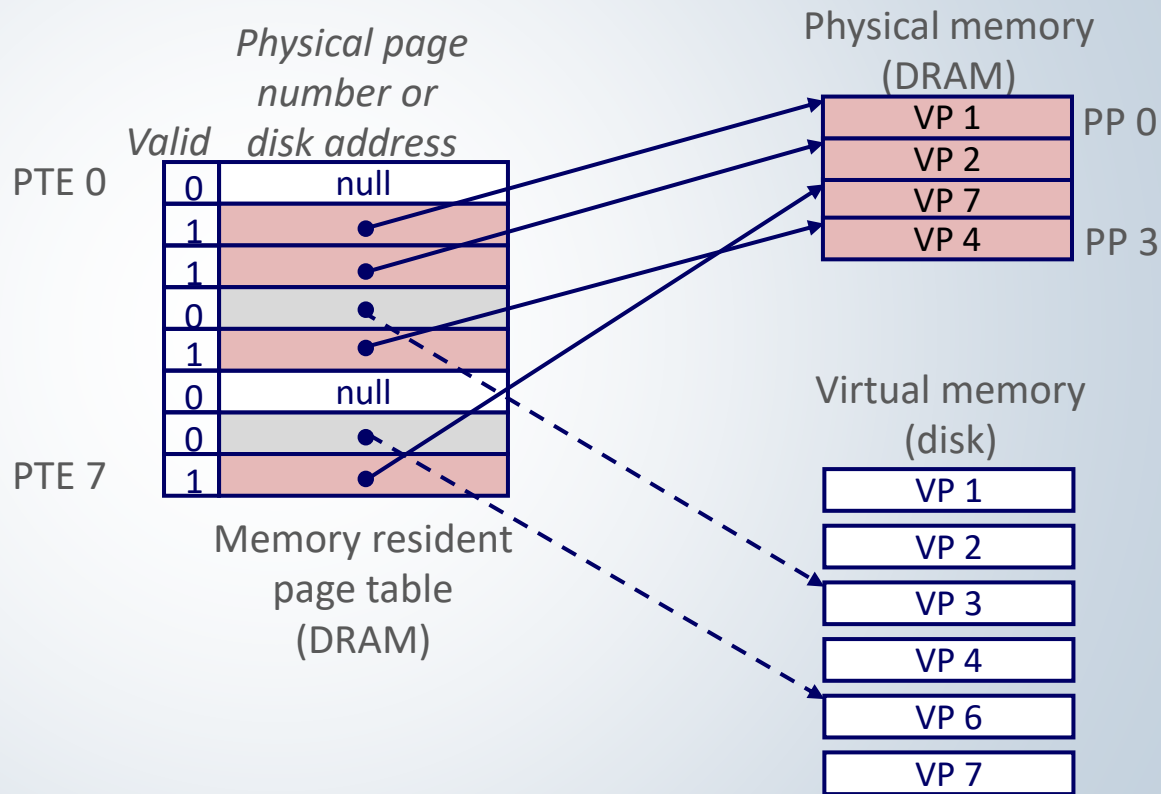 Physical page
number or
disk address
Valid
PTE 0
0
null
1
1
0
1
0
null
0
PTE 7
1
Memory resident
page table
(DRAM)
Physical memory
(DRAM)
VP 1
PP 0
VP 2
VP 7
VP 4
PP 3
Virtual memory
(disk)
VP 1
VP 2
VP 3
VP 4
VP 6
VP 7